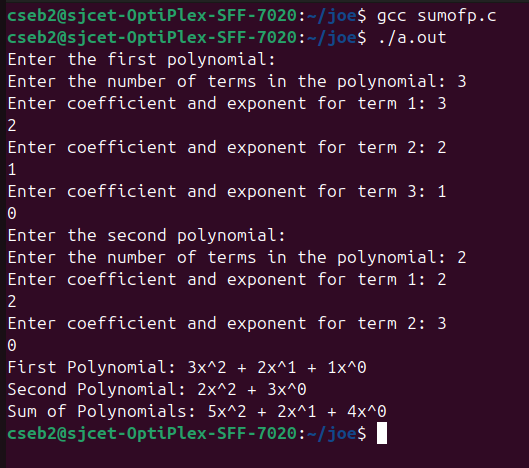 cseb2@sjcet-OptiPlex-SFF-7020:~/joe$ gcc sumofp.c
cseb2@sjcet-OptiPlex-SFF-7020:~/joe$ ./a.out
Enter the first polynomial:
Enter the number of terms in the polynomial: 3
Enter coefficient and exponent for term 1: 3
2
Enter coefficient and exponent for term 2: 2
1
Enter coefficient and exponent for term 3: 1
0
Enter the second polynomial:
Enter the number of terms in the polynomial: 2
Enter coefficient and exponent for term 1: 2
2
Enter coefficient and exponent for term 2: 3
0
First Polynomial: 3x^2 + 2x^1 + 1x^0
Second Polynomial: 2x^2 + 3x^0
Sum of Polynomials: 5x^2 + 2x^1 + 4x^0
cseb2@sjcet-OptiPlex-SFF-7020:~/joe$